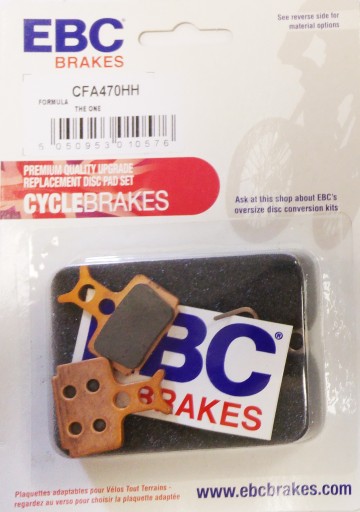 EBC
BRAKES
See reverse side for
material options
CFA470HH
FORMULA
THE ONE
5 050953 010576
PREMIUM QUALITY UPGRADE
REPLACEMENT DISC PAD SET
CYCLEBRAKES
Ask at this shop about EBC's
oversize disc conversion kits
EBC
BRAKES
Plaquettes adaptables pour Vélos Tout Terrains -
regardez au verso pour choisir la plaquette adaptée
www.ebcbrakes.com